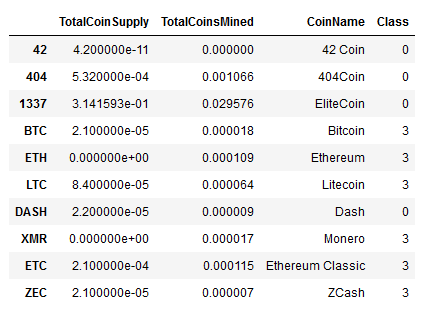 TotalCoinSupply TotalCoinsMined CoinName Class
42 4.200000e-11 0.000000 42 Coin 0
404 5.320000e-04 0.001066 404Coin 0
1337 3.141593e-01 0.029576 EliteCoin 0
BTC 2.100000e-05 0.000018 Bitcoin 3
ETH 0.000000e+00 0.000109 Ethereum 3
LTC 8.400000e-05 0.000064 Litecoin 3
DASH 2.200000e-05 0.000009 Dash 0
XMR 0.000000e+00 0.000017 Monero 3
ETC 2.100000e-04 0.000115 Ethereum Classic 3
ZEC 2.100000e-05 0.000007 ZCash 3